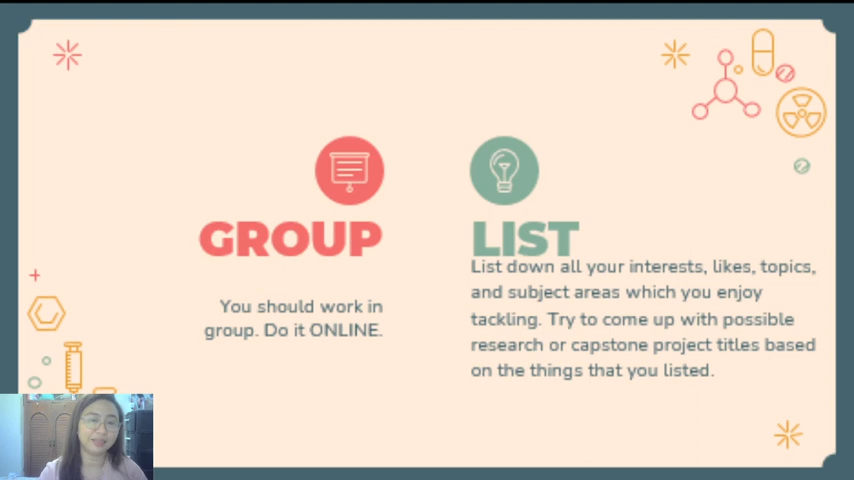 GROUP
You should work in
group. Do it ONLINE.
LIST
List down all your interests, likes, topics,
and subject areas which you enjoy
tackling. Try to come up with possible
research or capstone project titles based
on the things that you listed.